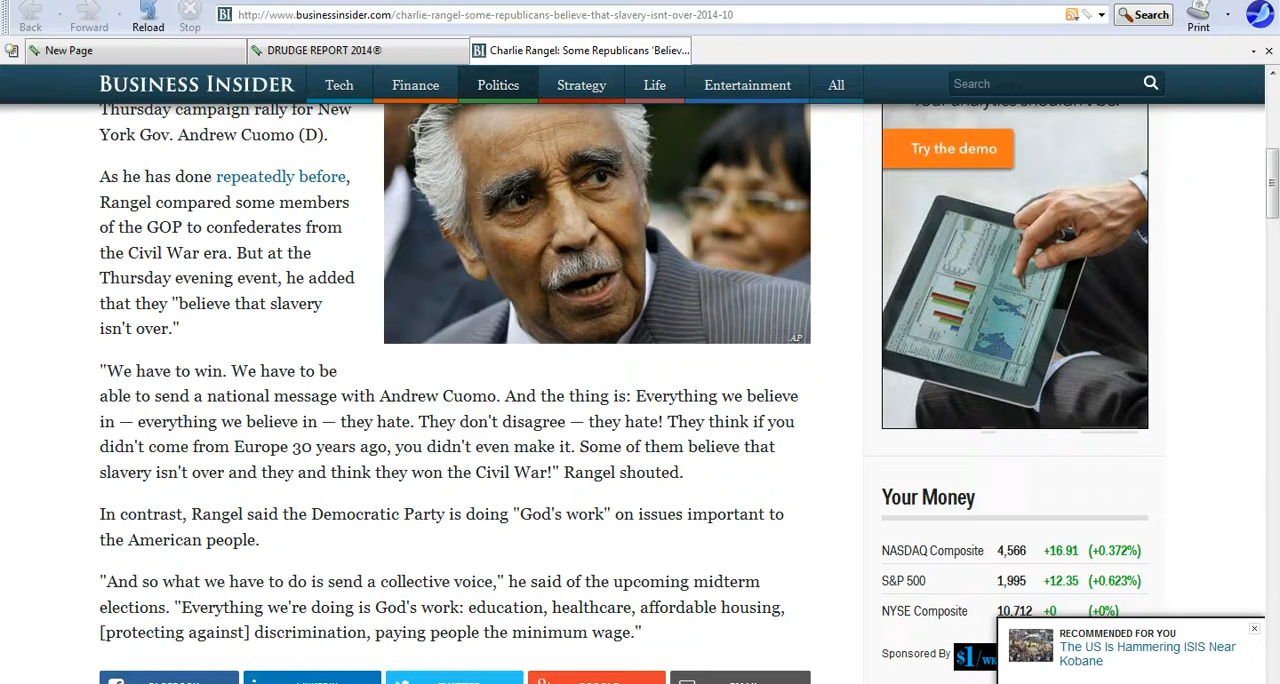 Back
Forward
Reload
Stop
BI http://www.businessinsider.com/charlie-rangel-some-republicans-believe-that-slavery-isnt-over-2014-10
Search
Print
New Page
DRUDGE REPORT 2014®
BI Charlie Rangel: Some Republicans 'Believ...
BUSINESS INSIDER
Tech
Finance
Politics
Strategy
Life
Entertainment
All
Search
Thursday campaign rally for New
York Gov. Andrew Cuomo (D).
As he has done repeatedly before,
Rangel compared some members
of the GOP to confederates from
the Civil War era. But at the
Thursday evening event, he added
that they "believe that slavery
isn't over."
AP
"We have to win. We have to be
able to send a national message with Andrew Cuomo. And the thing is: Everything we believe
in — everything we believe in — they hate. They don't disagree — they hate! They think if you
didn't come from Europe 30 years ago, you didn't even make it. Some of them believe that
slavery isn't over and they and think they won the Civil War!" Rangel shouted.
In contrast, Rangel said the Democratic Party is doing "God's work" on issues important to
the American people.
"And so what we have to do is send a collective voice," he said of the upcoming midterm
elections. "Everything we're doing is God's work: education, healthcare, affordable housing,
[protecting against] discrimination, paying people the minimum wage."
Your analytics shouldn't be.
Try the demo
Your Money
NASDAQ Composite 4,566 +16.91 (+0.372%)
S&P 500 1,995 +12.35 (+0.623%)
NYSE Composite 10,712 +0 (+0%)
Sponsored By $1/WK
RECOMMENDED FOR YOU
The US Is Hammering ISIS Near
Kobane
FACEBOOK
LINKEDIN
TWITTER
GOOGLE
EMAIL